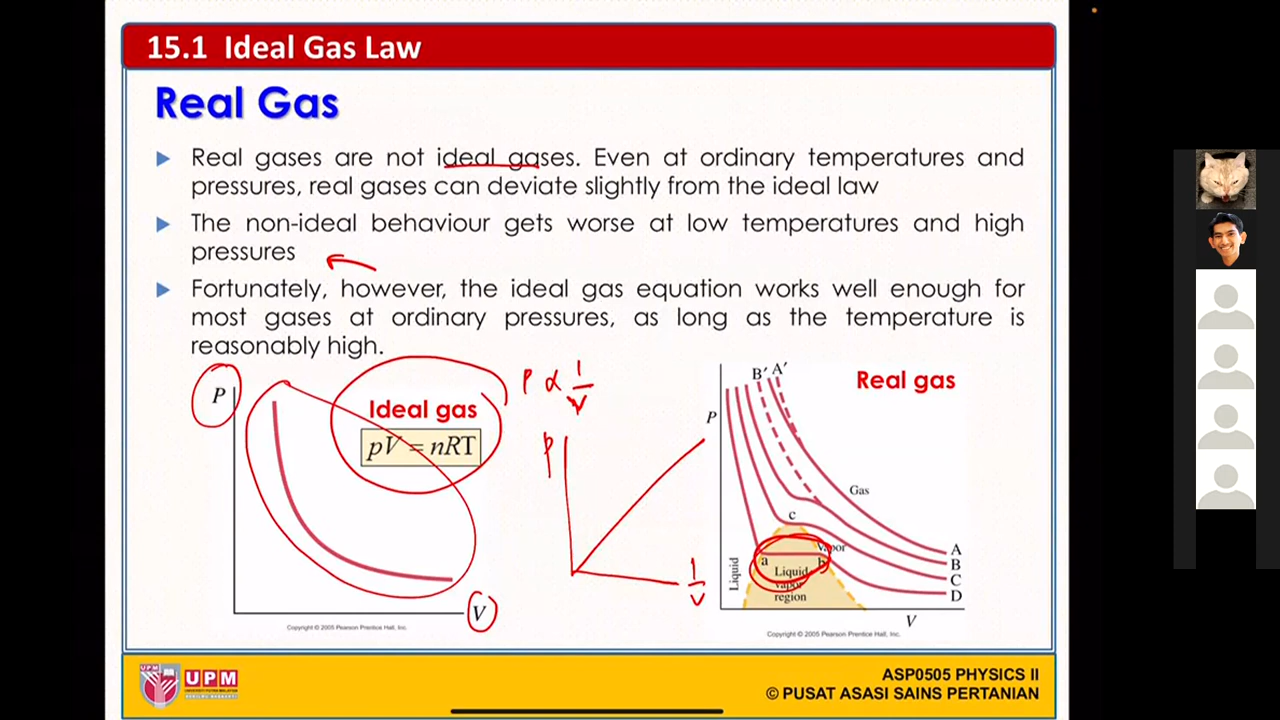 15.1 Ideal Gas Law
Real Gas
Real gases are not ideal gases. Even at ordinary temperatures and
pressures, real gases can deviate slightly from the ideal law
The non-ideal behaviour gets worse at low temperatures and high
pressures
Fortunately, however, the ideal gas equation works well enough for
most gases at ordinary pressures, as long as the temperature is
reasonably high.
P
Ideal gas
pV = nRT
V
Copyright © 2005 Pearson Prentice Hall, Inc.
P ∝ 1/V
P
1/V
B′ A′
Real gas
P
Gas
c
Vapor
a
b
Liquid
Liquid-
vapor
region
A
B
C
D
V
Copyright © 2005 Pearson Prentice Hall, Inc.
UPM
UPM
ASP0505 PHYSICS II
© PUSAT ASASI SAINS PERTANIAN